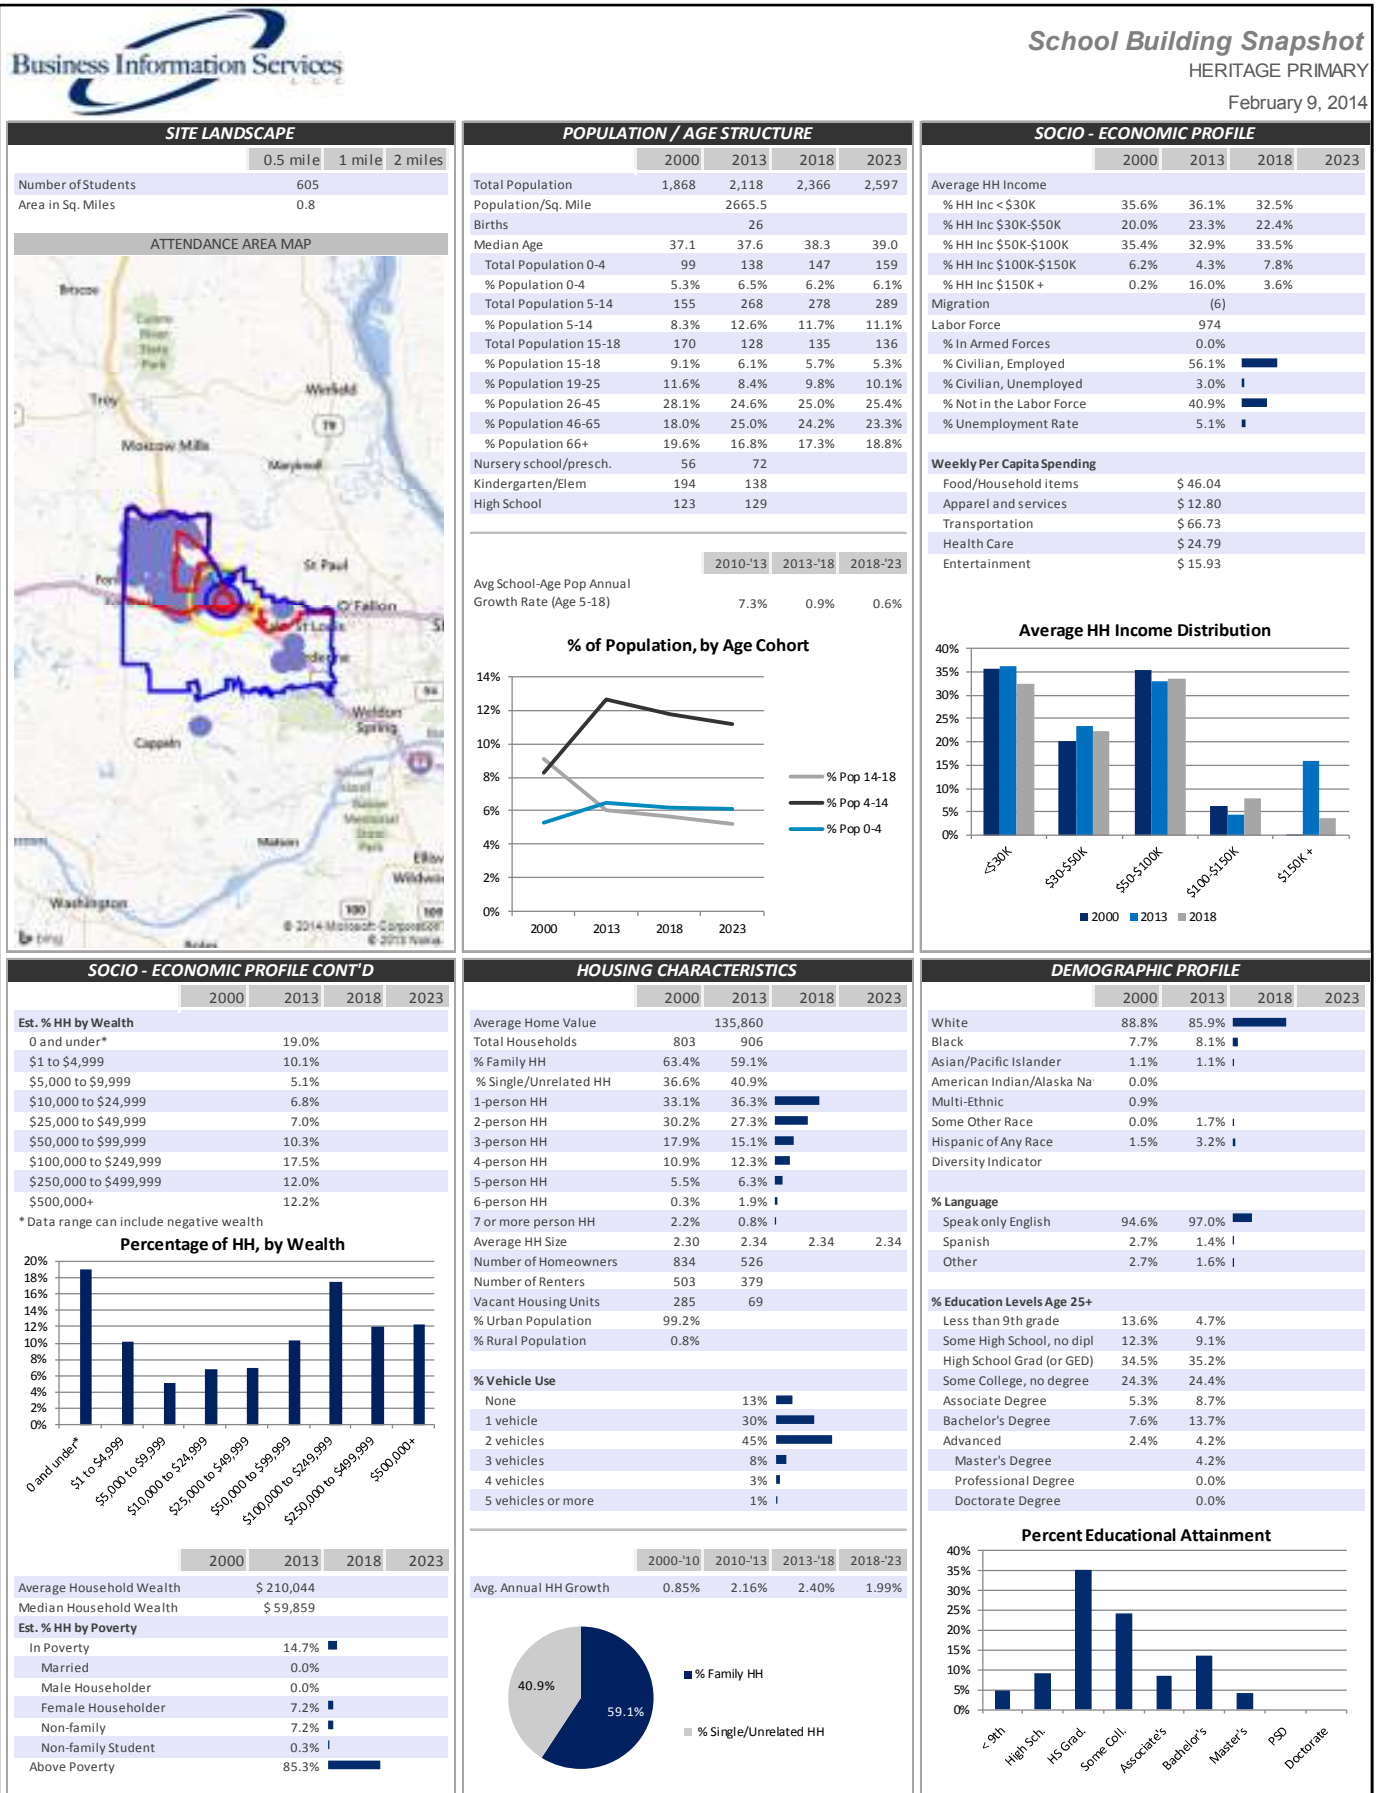 Business Information Services
L L C
School Building Snapshot
HERITAGE PRIMARY
February 9, 2014
SITE LANDSCAPE
0.5 mile 1 mile 2 miles
Number of Students 605
Area in Sq. Miles 0.8
ATTENDANCE AREA MAP
Briscoe
Cuivre
River
State
Park
Troy
Winfield
79
Moscow Mills
Maryknoll
St Paul
O'Fallon
St Louis
94
Weldon
Spring
Cappeln
Memorial
State
Park
Matson
Washington
100
109
© 2014 Microsoft Corporation
© 2013 Nokia
bing
POPULATION / AGE STRUCTURE
2000 2013 2018 2023
Total Population 1,868 2,118 2,366 2,597
Population/Sq. Mile 2665.5
Births 26
Median Age 37.1 37.6 38.3 39.0
Total Population 0-4 99 138 147 159
% Population 0-4 5.3% 6.5% 6.2% 6.1%
Total Population 5-14 155 268 278 289
% Population 5-14 8.3% 12.6% 11.7% 11.1%
Total Population 15-18 170 128 135 136
% Population 15-18 9.1% 6.1% 5.7% 5.3%
% Population 19-25 11.6% 8.4% 9.8% 10.1%
% Population 26-45 28.1% 24.6% 25.0% 25.4%
% Population 46-65 18.0% 25.0% 24.2% 23.3%
% Population 66+ 19.6% 16.8% 17.3% 18.8%
Nursery school/presch. 56 72
Kindergarten/Elem 194 138
High School 123 129
2010-'13 2013-'18 2018-'23
Avg School-Age Pop Annual
Growth Rate (Age 5-18) 7.3% 0.9% 0.6%
% of Population, by Age Cohort
14%
12%
10%
8%
6%
4%
2%
0%
2000 2013 2018 2023
% Pop 14-18
% Pop 4-14
% Pop 0-4
SOCIO - ECONOMIC PROFILE
2000 2013 2018 2023
Average HH Income
% HH Inc < $30K 35.6% 36.1% 32.5%
% HH Inc $30K-$50K 20.0% 23.3% 22.4%
% HH Inc $50K-$100K 35.4% 32.9% 33.5%
% HH Inc $100K-$150K 6.2% 4.3% 7.8%
% HH Inc $150K + 0.2% 16.0% 3.6%
Migration (6)
Labor Force 974
% In Armed Forces 0.0%
% Civilian, Employed 56.1%
% Civilian, Unemployed 3.0%
% Not in the Labor Force 40.9%
% Unemployment Rate 5.1%
Weekly Per Capita Spending
Food/Household items $ 46.04
Apparel and services $ 12.80
Transportation $ 66.73
Health Care $ 24.79
Entertainment $ 15.93
Average HH Income Distribution
40%
35%
30%
25%
20%
15%
10%
5%
0%
<$30K $30-$50K $50-$100K $100-$150K $150K +
2000 2013 2018
SOCIO - ECONOMIC PROFILE CONT'D
2000 2013 2018 2023
Est. % HH by Wealth
0 and under* 19.0%
$1 to $4,999 10.1%
$5,000 to $9,999 5.1%
$10,000 to $24,999 6.8%
$25,000 to $49,999 7.0%
$50,000 to $99,999 10.3%
$100,000 to $249,999 17.5%
$250,000 to $499,999 12.0%
$500,000+ 12.2%
* Data range can include negative wealth
Percentage of HH, by Wealth
20%
18%
16%
14%
12%
10%
8%
6%
4%
2%
0%
0 and under* $1 to $4,999 $5,000 to $9,999 $10,000 to $24,999 $25,000 to $49,999 $50,000 to $99,999 $100,000 to $249,999 $250,000 to $499,999 $500,000+
2000 2013 2018 2023
Average Household Wealth $ 210,044
Median Household Wealth $ 59,859
Est. % HH by Poverty
In Poverty 14.7%
Married 0.0%
Male Householder 0.0%
Female Householder 7.2%
Non-family 7.2%
Non-family Student 0.3%
Above Poverty 85.3%
HOUSING CHARACTERISTICS
2000 2013 2018 2023
Average Home Value 135,860
Total Households 803 906
% Family HH 63.4% 59.1%
% Single/Unrelated HH 36.6% 40.9%
1-person HH 33.1% 36.3%
2-person HH 30.2% 27.3%
3-person HH 17.9% 15.1%
4-person HH 10.9% 12.3%
5-person HH 5.5% 6.3%
6-person HH 0.3% 1.9%
7 or more person HH 2.2% 0.8%
Average HH Size 2.30 2.34 2.34 2.34
Number of Homeowners 834 526
Number of Renters 503 379
Vacant Housing Units 285 69
% Urban Population 99.2%
% Rural Population 0.8%
% Vehicle Use
None 13%
1 vehicle 30%
2 vehicles 45%
3 vehicles 8%
4 vehicles 3%
5 vehicles or more 1%
2000-'10 2010-'13 2013-'18 2018-'23
Avg. Annual HH Growth 0.85% 2.16% 2.40% 1.99%
40.9%
59.1%
% Family HH
% Single/Unrelated HH
DEMOGRAPHIC PROFILE
2000 2013 2018 2023
White 88.8% 85.9%
Black 7.7% 8.1%
Asian/Pacific Islander 1.1% 1.1%
American Indian/Alaska Na 0.0%
Multi-Ethnic 0.9%
Some Other Race 0.0% 1.7%
Hispanic of Any Race 1.5% 3.2%
Diversity Indicator
% Language
Speak only English 94.6% 97.0%
Spanish 2.7% 1.4%
Other 2.7% 1.6%
% Education Levels Age 25+
Less than 9th grade 13.6% 4.7%
Some High School, no dipl 12.3% 9.1%
High School Grad (or GED) 34.5% 35.2%
Some College, no degree 24.3% 24.4%
Associate Degree 5.3% 8.7%
Bachelor's Degree 7.6% 13.7%
Advanced 2.4% 4.2%
Master's Degree 4.2%
Professional Degree 0.0%
Doctorate Degree 0.0%
Percent Educational Attainment
40%
35%
30%
25%
20%
15%
10%
5%
0%
< 9th High Sch. HS Grad. Some Coll. Associate's Bachelor's Master's PSD Doctorate